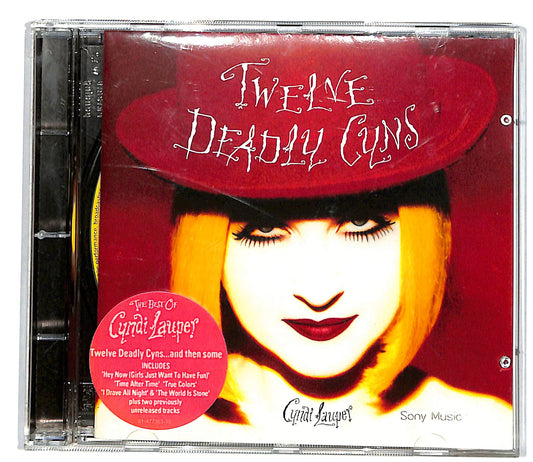 TWELVE
DEADLY CYNS
THE BEST OF
Cyndi Lauper
Twelve Deadly Cyns...and then some
INCLUDES
'Hey Now (Girls Just Want To Have Fun)'
'Time After Time' 'True Colors'
'I Drove All Night' & 'The World Is Stone'
plus two previously
unreleased tracks
Cyndi Lauper
Sony Music